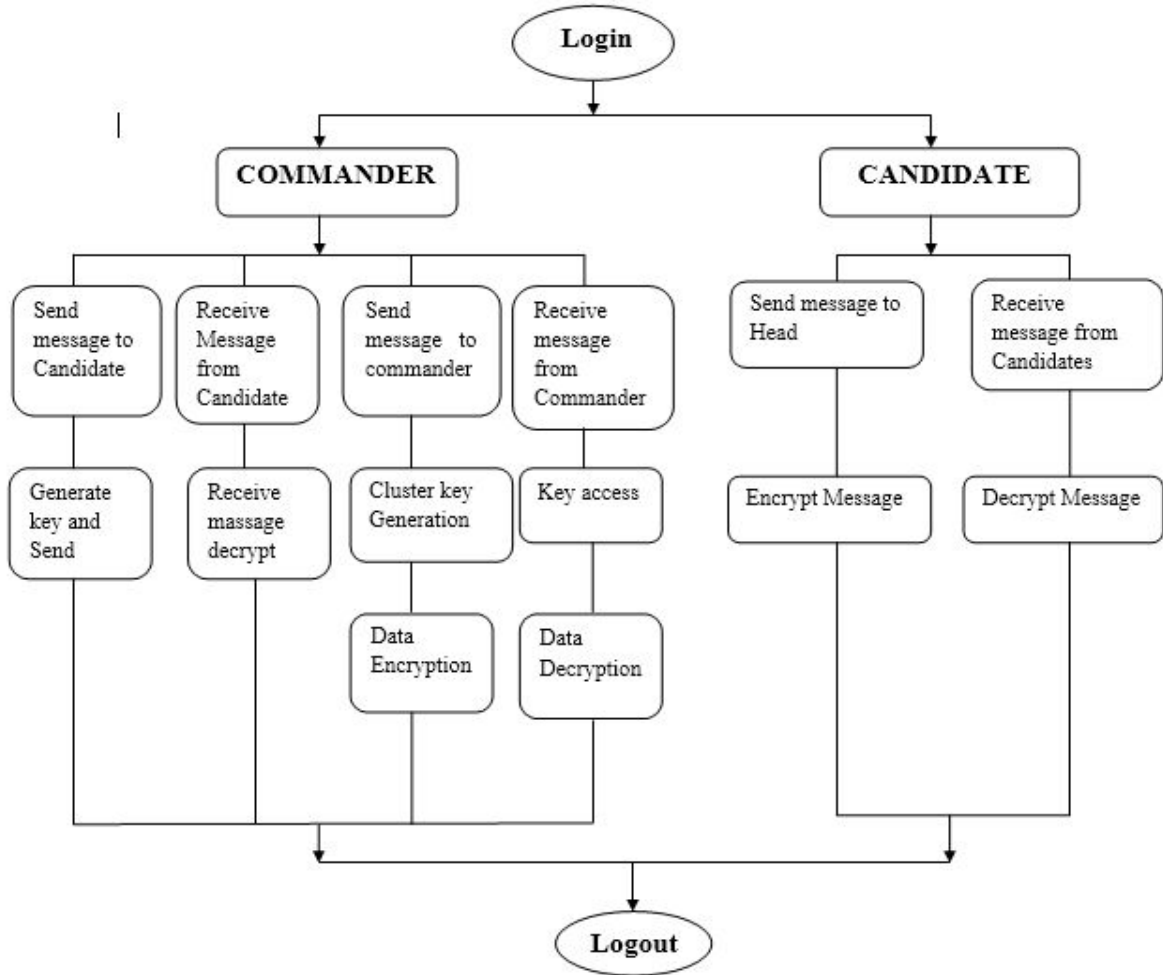 Login
COMMANDER
CANDIDATE
Send
message to
Candidate
Receive
Message
from
Candidate
Send
message to
commander
Receive
message
from
Commander
Send message to
Head
Receive
message from
Candidates
Generate
key and
Send
Receive
massage
decrypt
Cluster key
Generation
Key access
Encrypt Message
Decrypt Message
Data
Encryption
Data
Decryption
Logout